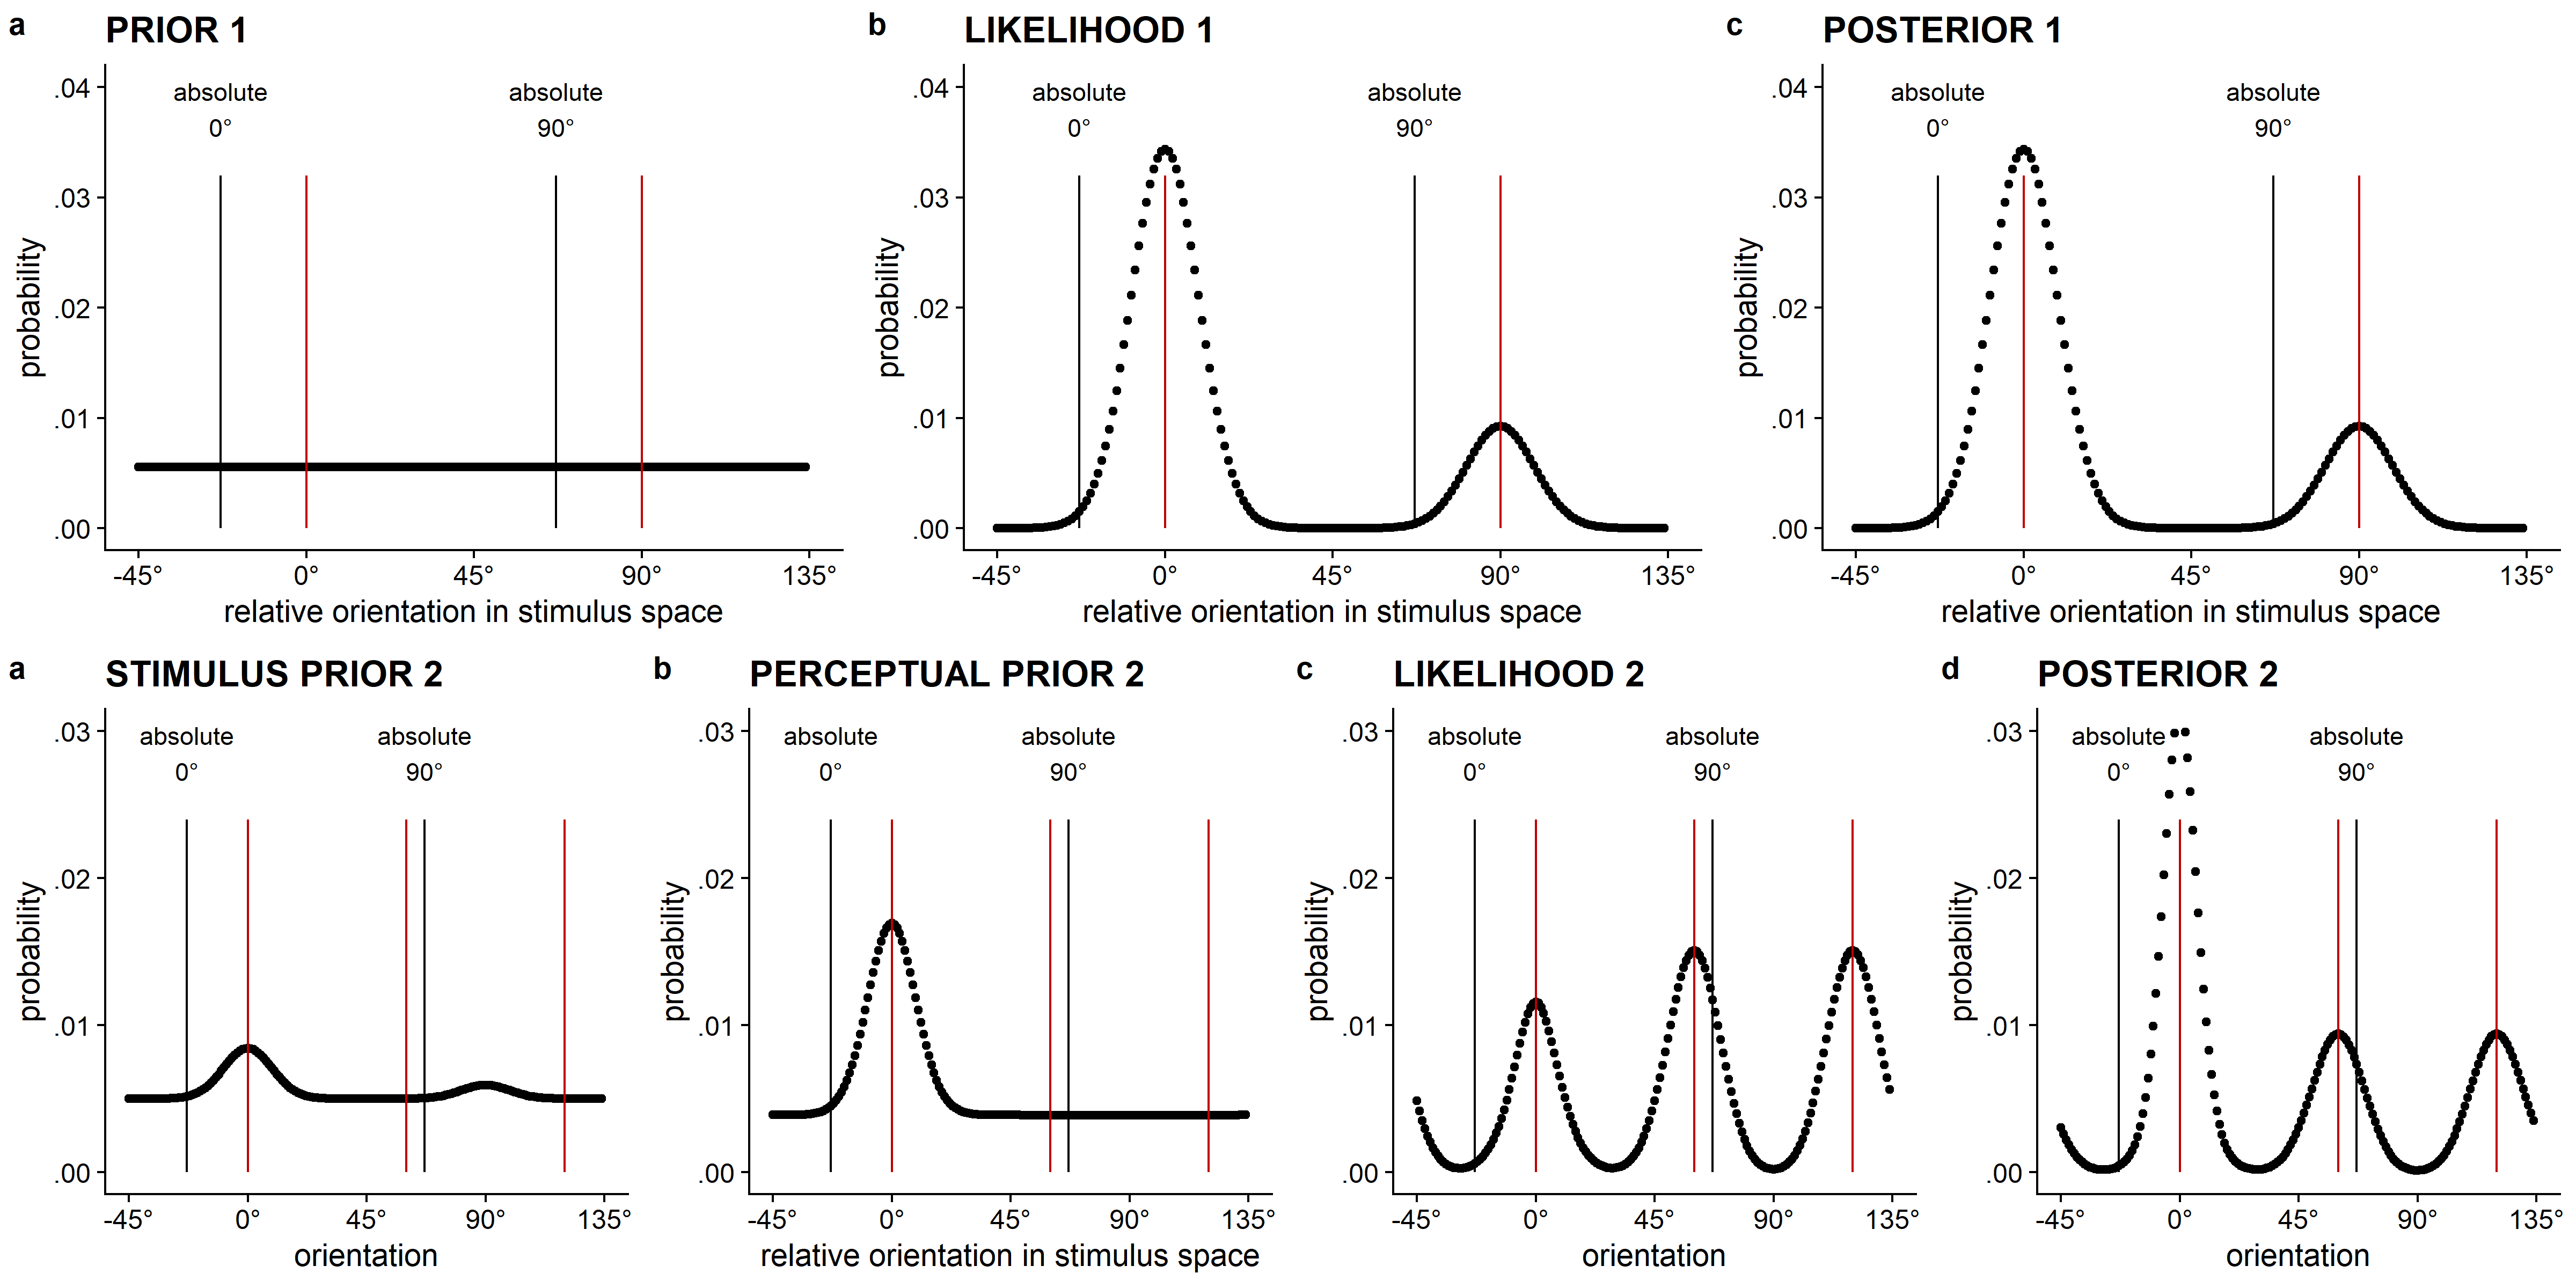 a PRIOR 1
absolute 0°
absolute 90°
.04
.03
.02
.01
.00
probability
-45° 0° 45° 90° 135°
relative orientation in stimulus space
b LIKELIHOOD 1
absolute 0°
absolute 90°
.04
.03
.02
.01
.00
probability
-45° 0° 45° 90° 135°
relative orientation in stimulus space
c POSTERIOR 1
absolute 0°
absolute 90°
.04
.03
.02
.01
.00
probability
-45° 0° 45° 90° 135°
relative orientation in stimulus space
a STIMULUS PRIOR 2
absolute 0°
absolute 90°
.03
.02
.01
.00
probability
-45° 0° 45° 90° 135°
orientation
b PERCEPTUAL PRIOR 2
absolute 0°
absolute 90°
.03
.02
.01
.00
probability
-45° 0° 45° 90° 135°
relative orientation in stimulus space
c LIKELIHOOD 2
absolute 0°
absolute 90°
.03
.02
.01
.00
probability
-45° 0° 45° 90° 135°
orientation
d POSTERIOR 2
absolute 0°
absolute 90°
.03
.02
.01
.00
probability
-45° 0° 45° 90° 135°
orientation